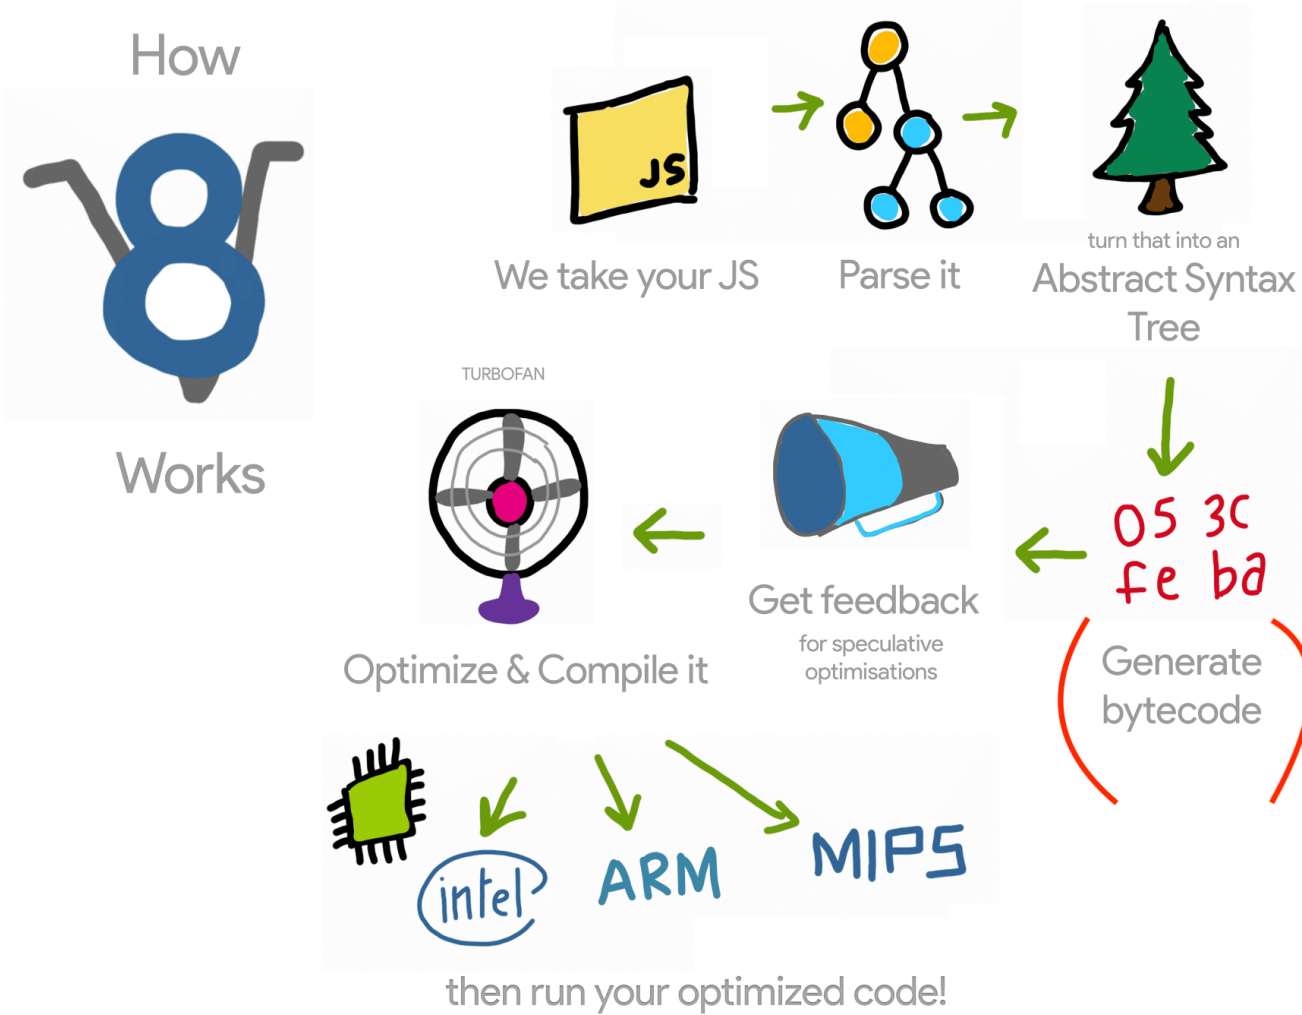 How
8
Works
JS
We take your JS
Parse it
turn that into an
Abstract Syntax
Tree
TURBOFAN
05 3c
fe ba
Get feedback
for speculative
optimisations
Optimize & Compile it
Generate
bytecode
intel
ARM
MIPS
then run your optimized code!